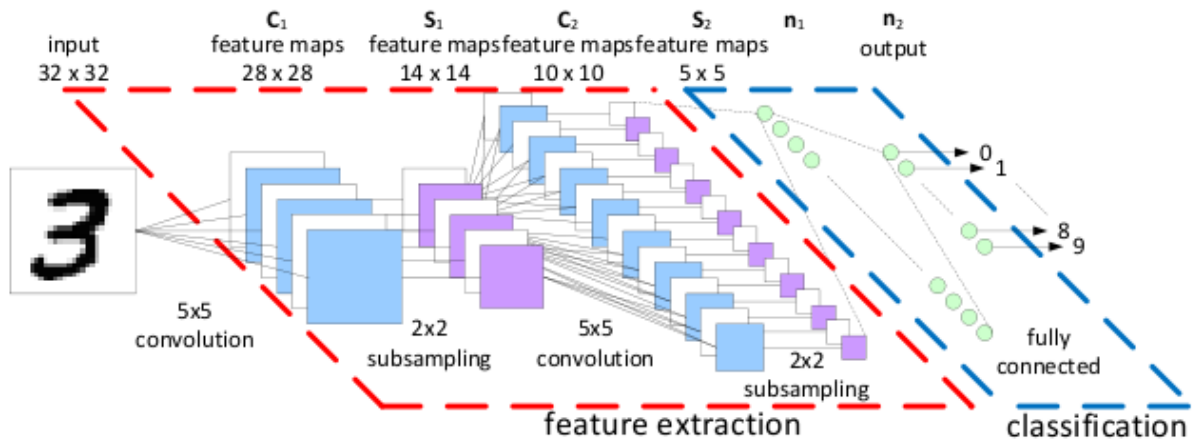 input
32 x 32
C1
feature maps
28 x 28
S1
feature maps
14 x 14
C2
feature maps
10 x 10
S2
feature maps
5 x 5
n1
n2
output
3
0
1
8
9
5x5
convolution
2x2
subsampling
5x5
convolution
2x2
subsampling
fully
connected
feature extraction
classification